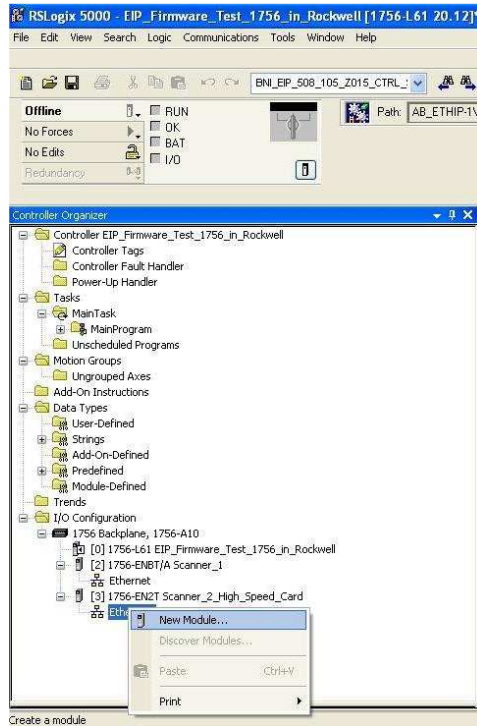 RSLogix 5000 - EIP_Firmware_Test_1756_in_Rockwell [1756-L61 20.12]*
File Edit View Search Logic Communications Tools Window Help
BNI_EIP_508_105_Z015_CTRL_:
Offline
RUN
Path: AB_ETHIP-1\
No Forces
OK
No Edits
BAT
I/O
Redundancy
Controller Organizer
Controller EIP_Firmware_Test_1756_in_Rockwell
Controller Tags
Controller Fault Handler
Power-Up Handler
Tasks
MainTask
MainProgram
Unscheduled Programs
Motion Groups
Ungrouped Axes
Add-On Instructions
Data Types
User-Defined
Strings
Add-On-Defined
Predefined
Module-Defined
Trends
I/O Configuration
1756 Backplane, 1756-A10
[0] 1756-L61 EIP_Firmware_Test_1756_in_Rockwell
[2] 1756-ENBT/A Scanner_1
Ethernet
[3] 1756-EN2T Scanner_2_High_Speed_Card
Ethe
New Module...
Discover Modules...
Paste Ctrl+V
Print
Create a module